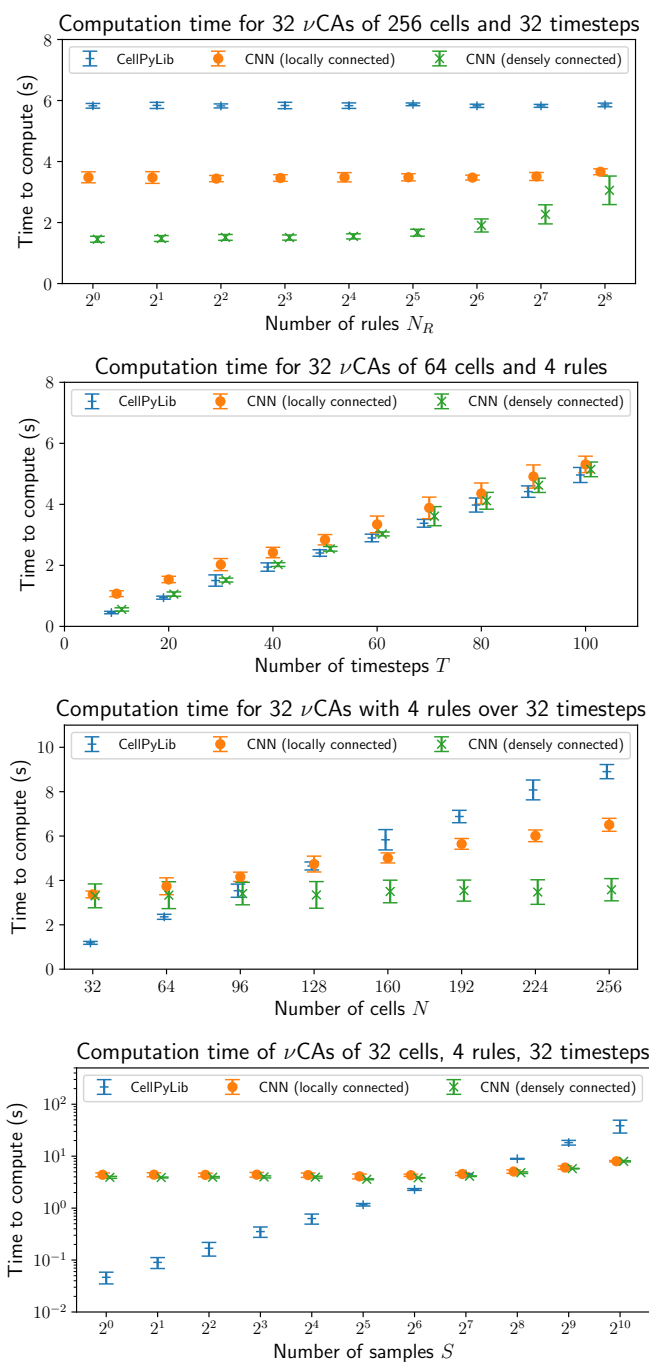 Computation time for 32 νCAs of 256 cells and 32 timesteps
CellPyLib CNN (locally connected) CNN (densely connected)
Time to compute (s)
8
6
4
2
0
2^0 2^1 2^2 2^3 2^4 2^5 2^6 2^7 2^8
Number of rules N_R
Computation time for 32 νCAs of 64 cells and 4 rules
CellPyLib CNN (locally connected) CNN (densely connected)
Time to compute (s)
8
6
4
2
0
0 20 40 60 80 100
Number of timesteps T
Computation time for 32 νCAs with 4 rules over 32 timesteps
CellPyLib CNN (locally connected) CNN (densely connected)
Time to compute (s)
10
8
6
4
2
0
32 64 96 128 160 192 224 256
Number of cells N
Computation time of νCAs of 32 cells, 4 rules, 32 timesteps
CellPyLib CNN (locally connected) CNN (densely connected)
Time to compute (s)
10^2
10^1
10^0
10^−1
10^−2
2^0 2^1 2^2 2^3 2^4 2^5 2^6 2^7 2^8 2^9 2^10
Number of samples S